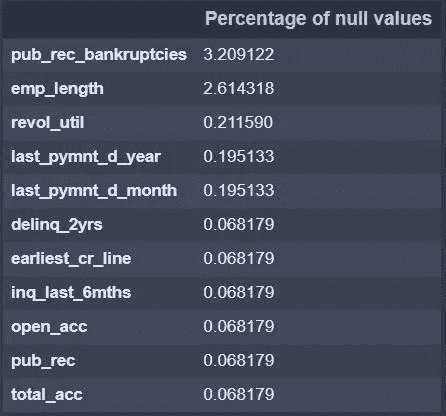 Percentage of null values
pub_rec_bankruptcies 3.209122
emp_length 2.614318
revol_util 0.211590
last_pymnt_d_year 0.195133
last_pymnt_d_month 0.195133
delinq_2yrs 0.068179
earliest_cr_line 0.068179
inq_last_6mths 0.068179
open_acc 0.068179
pub_rec 0.068179
total_acc 0.068179